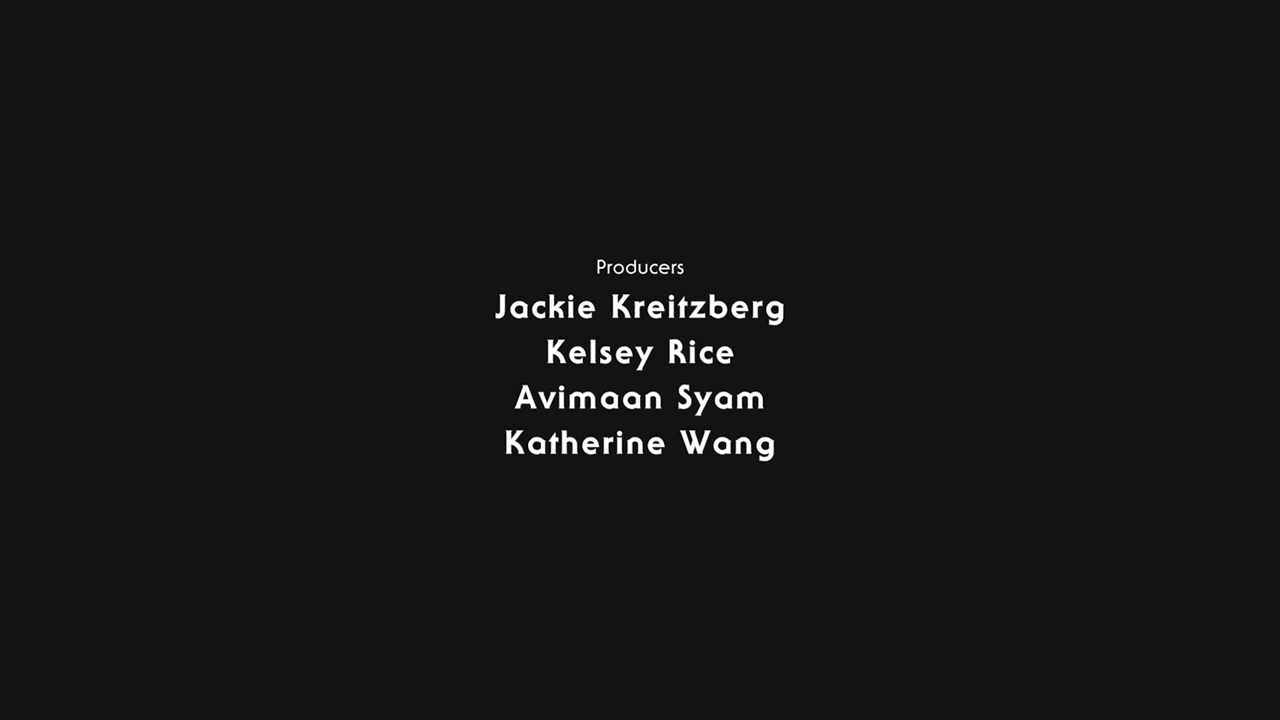 Producers
Jackie Kreitzberg
Kelsey Rice
Avimaan Syam
Katherine Wang